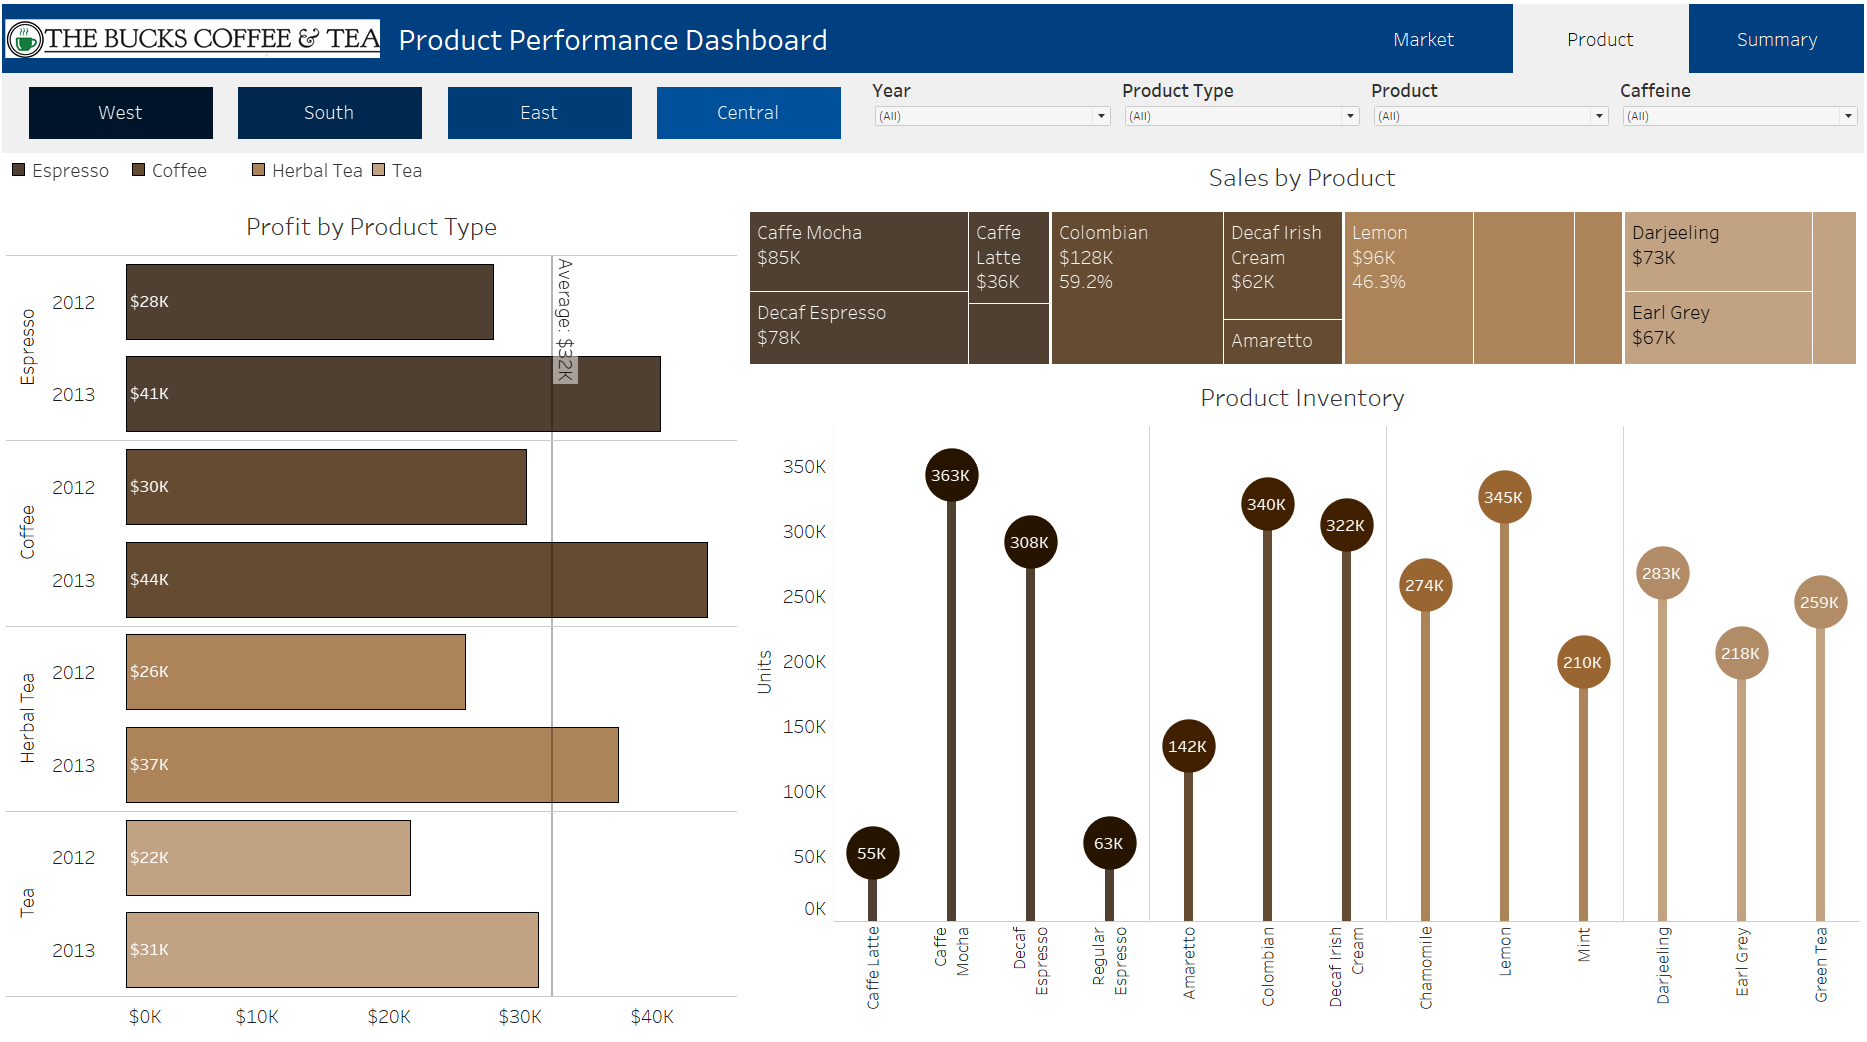 THE BUCKS COFFEE & TEA
Product Performance Dashboard
Market
Product
Summary
West
South
East
Central
Year
(All)
Product Type
(All)
Product
(All)
Caffeine
(All)
Espresso
Coffee
Herbal Tea
Tea
Profit by Product Type
Average: $32K
Espresso
2012
$28K
2013
$41K
Coffee
2012
$30K
2013
$44K
Herbal Tea
2012
$26K
2013
$37K
Tea
2012
$22K
2013
$31K
$0K
$10K
$20K
$30K
$40K
Sales by Product
Caffe Mocha
$85K
Decaf Espresso
$78K
Caffe
Latte
$36K
Colombian
$128K
59.2%
Decaf Irish
Cream
$62K
Amaretto
Lemon
$96K
46.3%
Darjeeling
$73K
Earl Grey
$67K
Product Inventory
Units
350K
300K
250K
200K
150K
100K
50K
0K
55K
363K
308K
63K
142K
340K
322K
274K
345K
210K
283K
218K
259K
Caffe Latte
Caffe
Mocha
Decaf
Espresso
Regular
Espresso
Amaretto
Colombian
Decaf Irish
Cream
Chamomile
Lemon
Mint
Darjeeling
Earl Grey
Green Tea